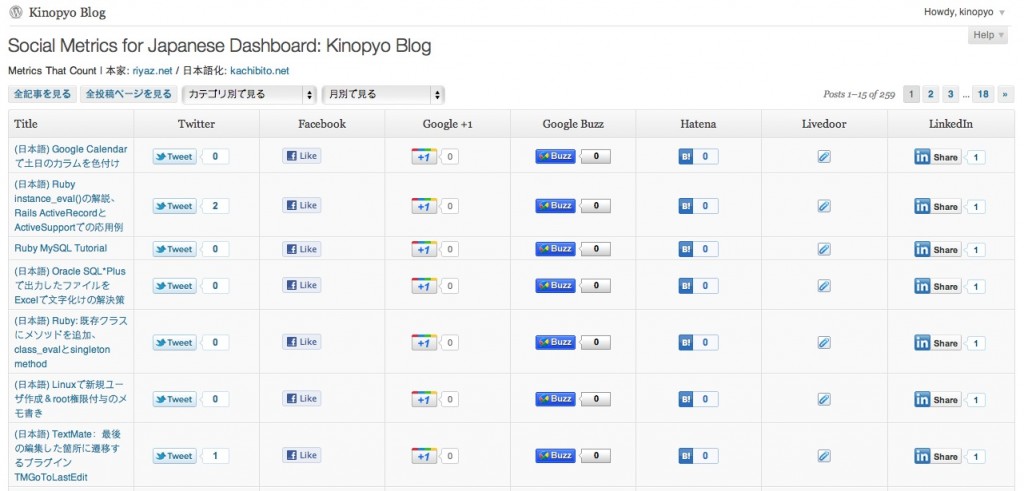 Kinopyo Blog
Howdy, kinopyo
Help
Social Metrics for Japanese Dashboard: Kinopyo Blog
Metrics That Count | 本家: riyaz.net / 日本語化: kachibito.net
全記事を見る 全投稿ページを見る カテゴリ別で見る 月別で見る Posts 1–15 of 259 1 2 3 ... 18 »
Title Twitter Facebook Google +1 Google Buzz Hatena Livedoor LinkedIn
(日本語) Google Calendar
で土日のカラムを色付け
Tweet 0 Like +1 0 Buzz 0 B! 0 in Share 1
(日本語) Ruby
instance_eval()の解説、
Rails ActiveRecordと
ActiveSupportでの応用例
Tweet 2 Like +1 0 Buzz 0 B! 0 in Share 1
Ruby MySQL Tutorial
Tweet 0 Like +1 0 Buzz 0 B! 0 in Share 1
(日本語) Oracle SQL*Plus
で出力したファイルを
Excelで文字化けの解決策
Tweet 0 Like +1 0 Buzz 0 B! 0 in Share 1
(日本語) Ruby: 既存クラス
にメソッドを追加、
class_evalとsingleton
method
Tweet 0 Like +1 0 Buzz 0 B! 0 in Share 1
(日本語) Linuxで新規ユー
ザ作成＆root権限付与のメ
モ書き
Tweet 0 Like +1 0 Buzz 0 B! 0 in Share 1
(日本語) TextMate：最後
の編集した箇所に遷移す
るプラグイン
TMGoToLastEdit
Tweet 1 Like +1 0 Buzz 0 B! 0 in Share 1